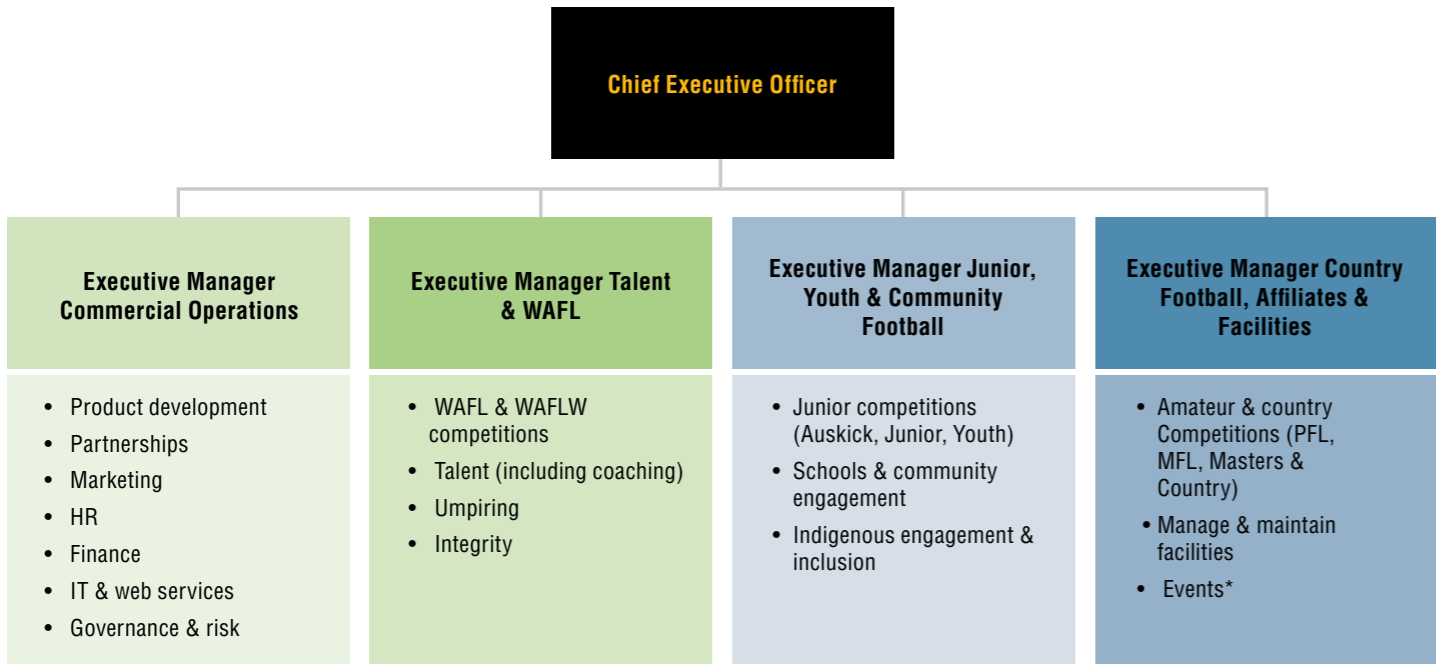 Chief Executive Officer
Executive Manager
Commercial Operations
• Product development
• Partnerships
• Marketing
• HR
• Finance
• IT & web services
• Governance & risk
Executive Manager Talent
& WAFL
• WAFL & WAFLW
competitions
• Talent (including coaching)
• Umpiring
• Integrity
Executive Manager Junior,
Youth & Community
Football
• Junior competitions
(Auskick, Junior, Youth)
• Schools & community
engagement
• Indigenous engagement &
inclusion
Executive Manager Country
Football, Affiliates &
Facilities
• Amateur & country
Competitions (PFL,
MFL, Masters &
Country)
• Manage & maintain
facilities
• Events*